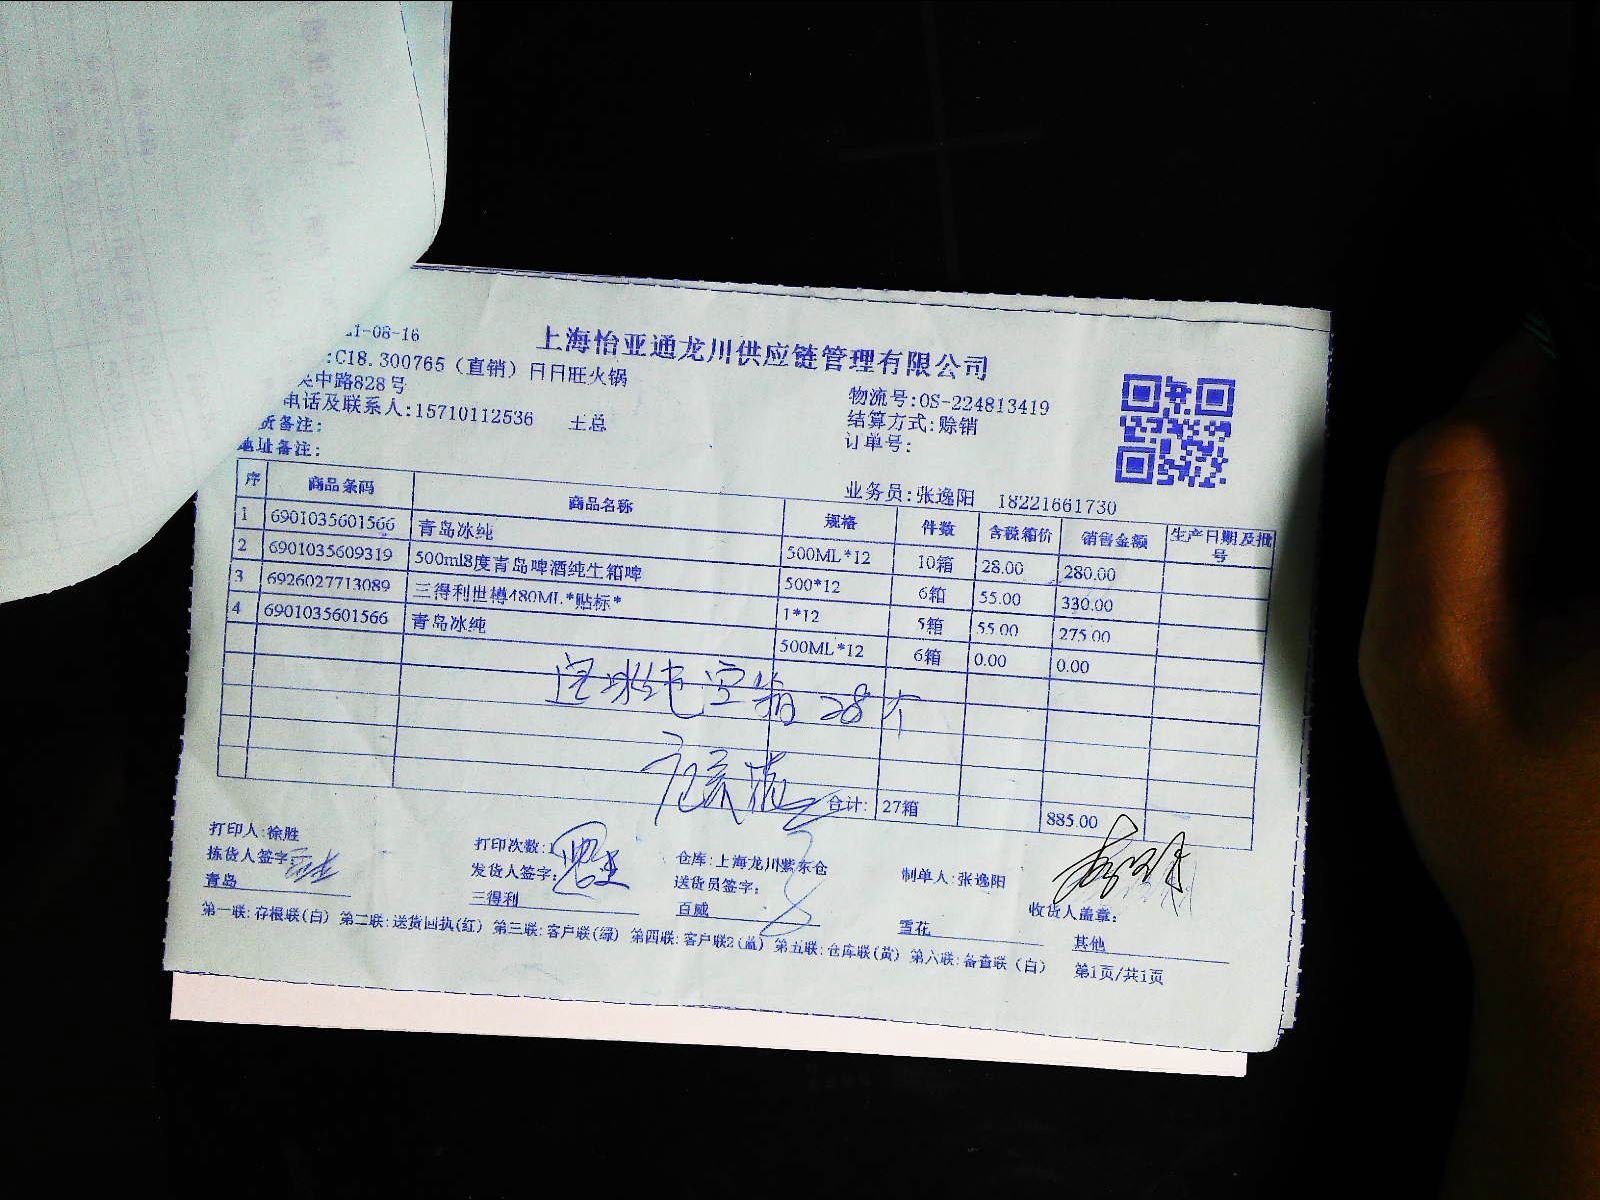 1-08-16
上海怡亚通龙川供应链管理有限公司
:C18.300765（直销）日日旺火锅
中路828号
电话及联系人:15710112536 王总
备注:
地址备注:
物流号:OS-224813419
结算方式:赊销
订单号:
业务员:张逸阳 18221661730
序 商品条码 商品名称 规格 件数 含税箱价 销售金额 生产日期及批号
1 6901035601566 青岛冰纯 500ML*12 10箱 28.00 280.00
2 6901035609319 500ml8度青岛啤酒纯生箱啤 500*12 6箱 55.00 330.00
3 6926027713089 三得利世樽480ML*贴标* 1*12 5箱 55.00 275.00
4 6901035601566 青岛冰纯 500ML*12 6箱 0.00 0.00
冰纯空箱 28个
合计: 27箱 885.00
打印人:徐胜 打印次数:1 仓库:上海龙川紫东仓 制单人:张逸阳
拣货人签字: 发货人签字: 送货员签字: 收货人盖章:
青岛 三得利 百威 雪花 其他
第一联:存根联(白) 第二联:送货回执(红) 第三联:客户联(绿) 第四联:客户联2(蓝) 第五联:仓库联(黄) 第六联:备查联（白） 第1页/共1页